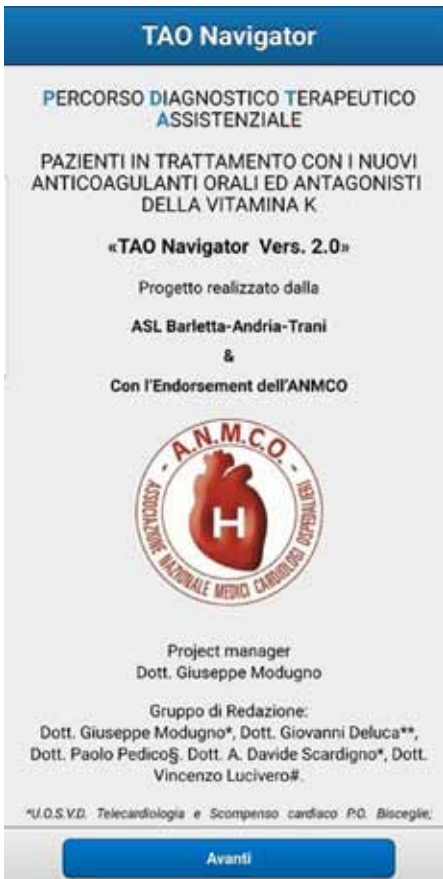 TAO Navigator
PERCORSO DIAGNOSTICO TERAPEUTICO
ASSISTENZIALE
PAZIENTI IN TRATTAMENTO CON I NUOVI
ANTICOAGULANTI ORALI ED ANTAGONISTI
DELLA VITAMINA K
«TAO Navigator Vers. 2.0»
Progetto realizzato dalla
ASL Barletta-Andria-Trani
&
Con l'Endorsement dell'ANMCO
- A.N.M.C.O. -
ASSOCIAZIONE NAZIONALE MEDICI CARDIOLOGI OSPEDALIERI
H
Project manager
Dott. Giuseppe Modugno
Gruppo di Redazione:
Dott. Giuseppe Modugno*, Dott. Giovanni Deluca**,
Dott. Paolo Pedico§. Dott. A. Davide Scardigno*, Dott.
Vincenzo Lucivero#.
*U.O.S.V.D. Telecardiologia e Scompenso cardiaco P.O. Bisceglie;
Avanti